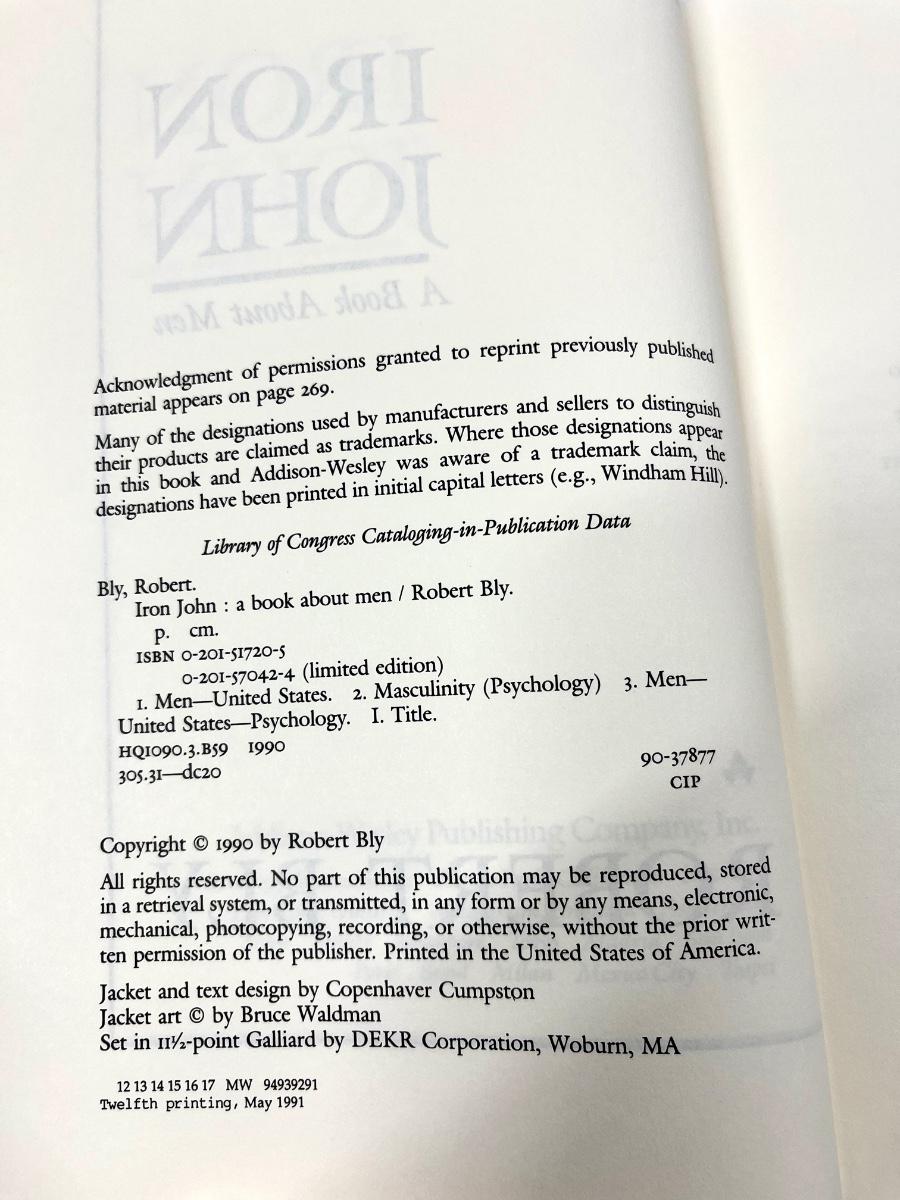 IRON
JOHN
A Book About Men
Acknowledgment of permissions granted to reprint previously published
material appears on page 269.
Many of the designations used by manufacturers and sellers to distinguish
their products are claimed as trademarks. Where those designations appear
in this book and Addison-Wesley was aware of a trademark claim, the
designations have been printed in initial capital letters (e.g., Windham Hill).
Library of Congress Cataloging-in-Publication Data
Bly, Robert.
Iron John : a book about men / Robert Bly.
p. cm.
ISBN 0-201-51720-5
0-201-57042-4 (limited edition)
1. Men—United States. 2. Masculinity (Psychology) 3. Men—
United States—Psychology. I. Title.
HQ1090.3.B59 1990
305.31—dc20 90-37877
CIP
Copyright © 1990 by Robert Bly
All rights reserved. No part of this publication may be reproduced, stored
in a retrieval system, or transmitted, in any form or by any means, electronic,
mechanical, photocopying, recording, or otherwise, without the prior writ-
ten permission of the publisher. Printed in the United States of America.
Jacket and text design by Copenhaver Cumpston
Jacket art © by Bruce Waldman
Set in 11½-point Galliard by DEKR Corporation, Woburn, MA
12 13 14 15 16 17 MW 94939291
Twelfth printing, May 1991